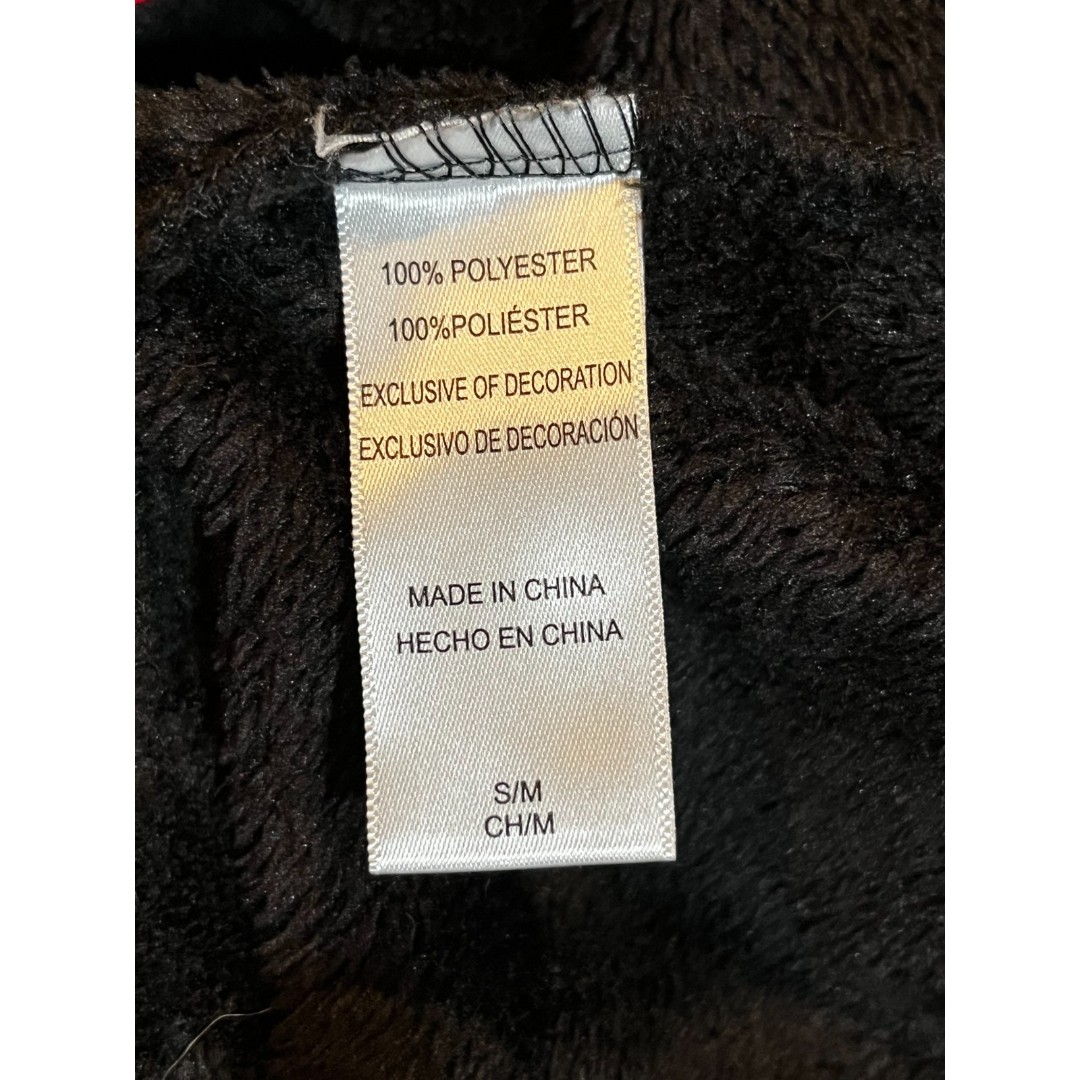 100% POLYESTER
100%POLIÉSTER
EXCLUSIVE OF DECORATION
EXCLUSIVO DE DECORACIÓN
MADE IN CHINA
HECHO EN CHINA
S/M
CH/M